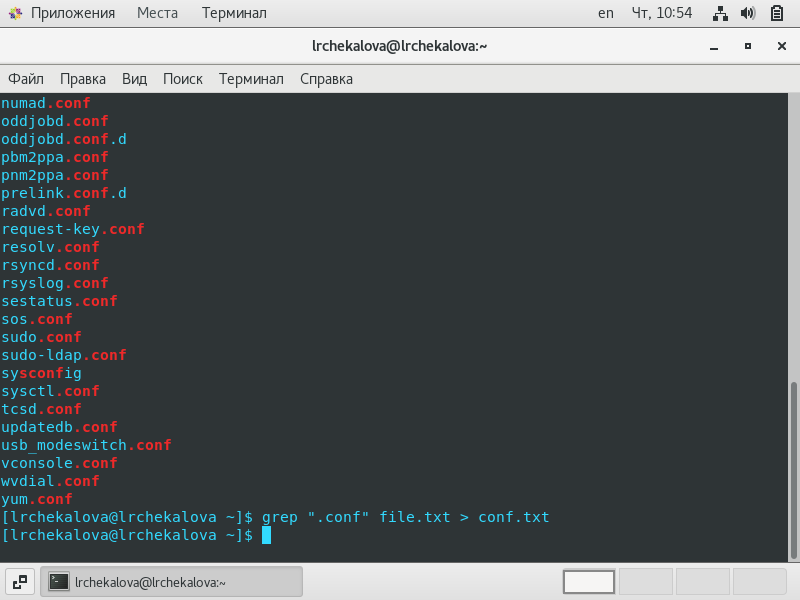 Приложения Места Терминал en Чт, 10:54
lrchekalova@lrchekalova:~
Файл Правка Вид Поиск Терминал Справка
numad.conf
oddjobd.conf
oddjobd.conf.d
pbm2ppa.conf
pnm2ppa.conf
prelink.conf.d
radvd.conf
request-key.conf
resolv.conf
rsyncd.conf
rsyslog.conf
sestatus.conf
sos.conf
sudo.conf
sudo-ldap.conf
sysconfig
sysctl.conf
tcsd.conf
updatedb.conf
usb_modeswitch.conf
vconsole.conf
wvdial.conf
yum.conf
[lrchekalova@lrchekalova ~]$ grep ".conf" file.txt > conf.txt
[lrchekalova@lrchekalova ~]$
lrchekalova@lrchekalova:~